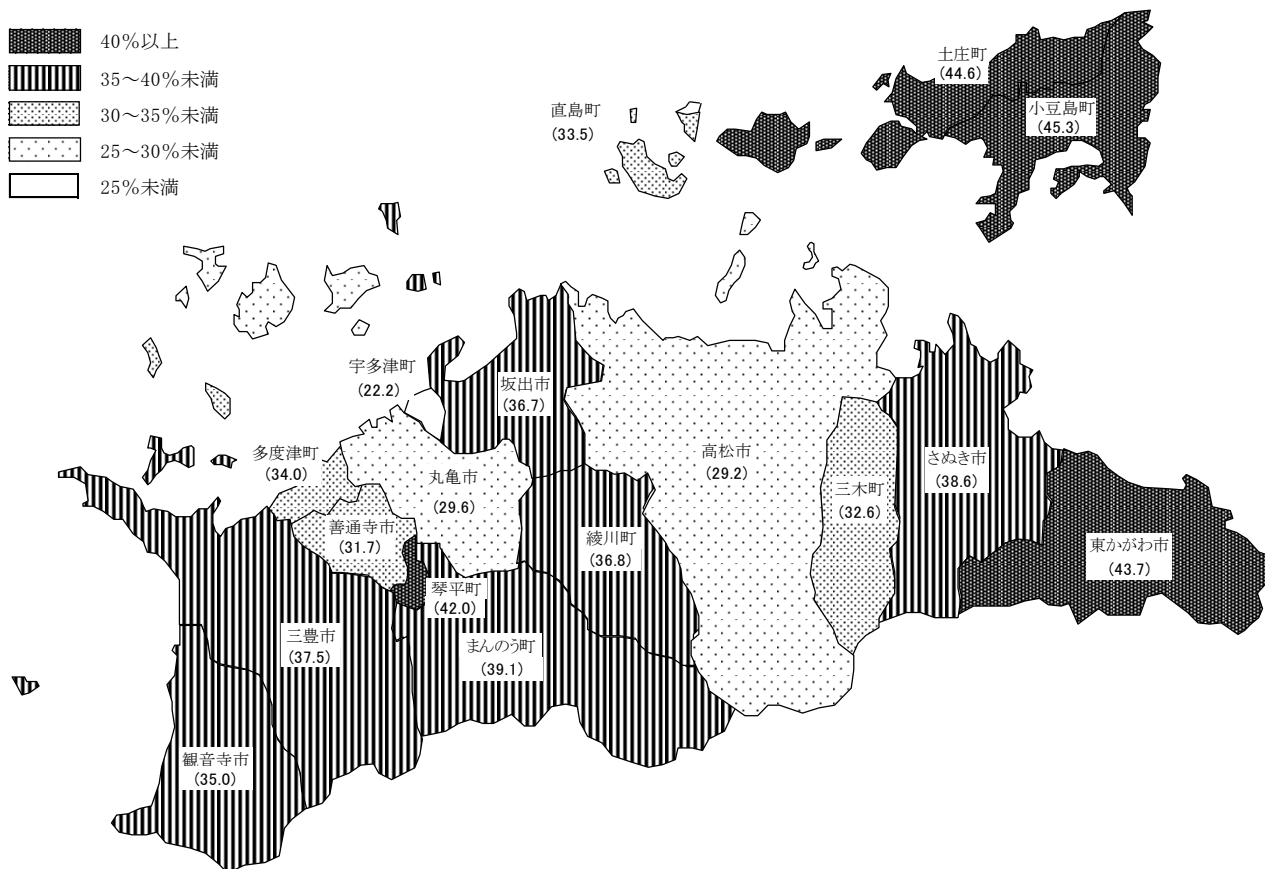 40%以上
35~40%未満
30~35%未満
25~30%未満
25%未満
土庄町
(44.6)
小豆島町
(45.3)
直島町
(33.5)
宇多津町
(22.2)
坂出市
(36.7)
高松市
(29.2)
三木町
(32.6)
さぬき市
(38.6)
東かがわ市
(43.7)
多度津町
(34.0)
丸亀市
(29.6)
善通寺市
(31.7)
綾川町
(36.8)
琴平町
(42.0)
三豊市
(37.5)
まんのう町
(39.1)
観音寺市
(35.0)